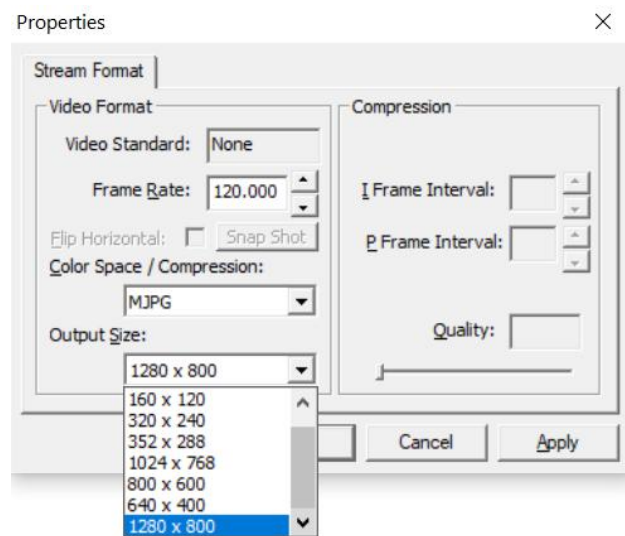 Properties
Stream Format
Video Format
Video Standard: None
Frame Rate: 120.000
Flip Horizontal: Snap Shot
Color Space / Compression:
MJPG
Output Size:
1280 x 800
160 x 120
320 x 240
352 x 288
1024 x 768
800 x 600
640 x 400
1280 x 800
Compression
I Frame Interval:
P Frame Interval:
Quality:
Cancel Apply